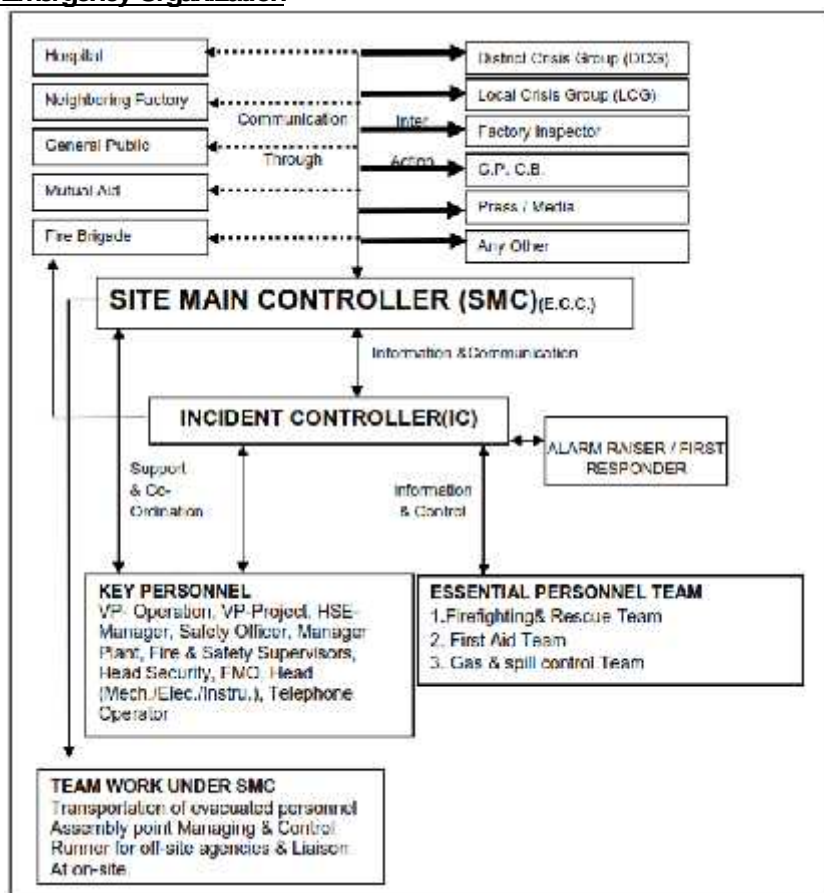 Emergency Organization
Hospital
Neighboring Factory
General Public
Mutual Aid
Fire Brigade
Communication
Through
Inter
Action
District Crisis Group (DCG)
Local Crisis Group (LCG)
Factory Inspector
G.P. C.B.
Press / Media
Any Other
SITE MAIN CONTROLLER (SMC)(E.C.C.)
Information &Communication
INCIDENT CONTROLLER(IC)
ALARM RAISER / FIRST
RESPONDER
Support
& Co-
Ordination
Information
& Control
KEY PERSONNEL
VP- Operation, VP-Project, HSE-
Manager, Safety Officer, Manager
Plant, Fire & Safety Supervisors,
Head Security, FMO, Head
(Mech./Elec./Instru.), Telephone
Operator
ESSENTIAL PERSONNEL TEAM
1.Firefighting& Rescue Team
2. First Aid Team
3. Gas & spill control Team
TEAM WORK UNDER SMC
Transportation of evacuated personnel
Assembly point Managing & Control
Runner for off-site agencies & Liaison
At on-site.